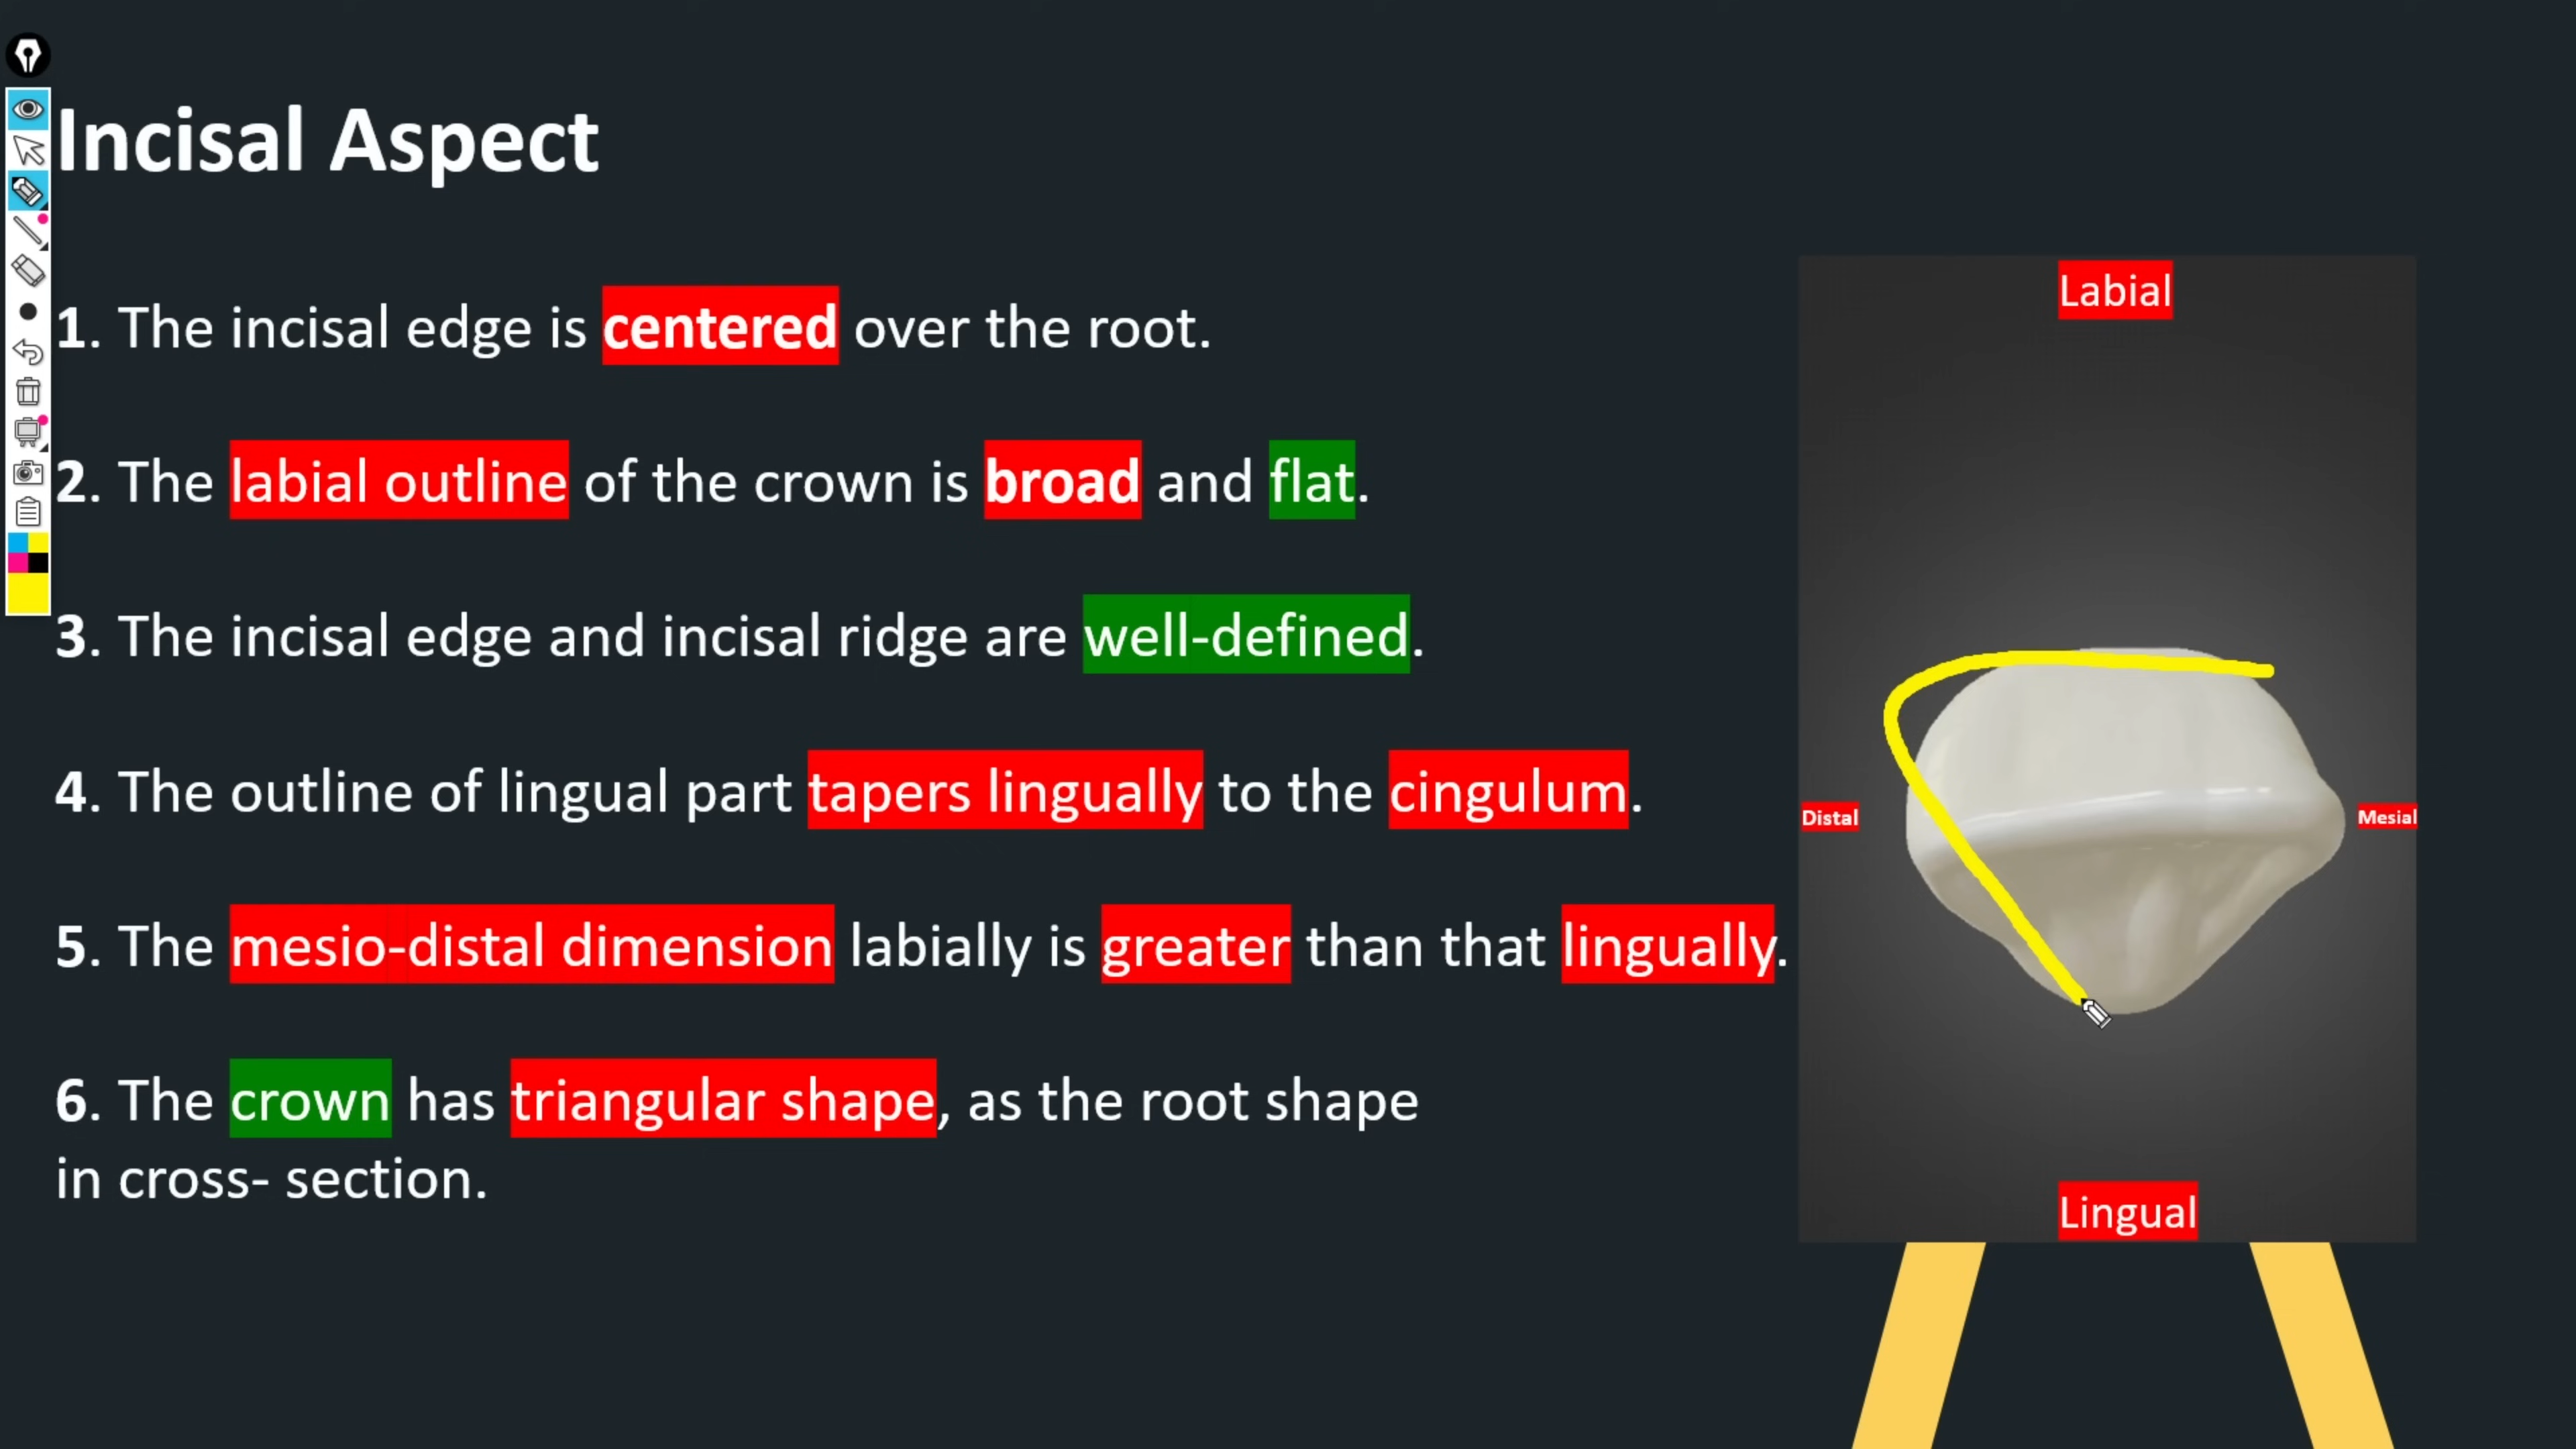 Incisal Aspect
1. The incisal edge is centered over the root.
2. The labial outline of the crown is broad and flat.
3. The incisal edge and incisal ridge are well-defined.
4. The outline of lingual part tapers lingually to the cingulum.
5. The mesio-distal dimension labially is greater than that lingually.
6. The crown has triangular shape, as the root shape
in cross- section.
Labial
Distal
Mesial
Lingual